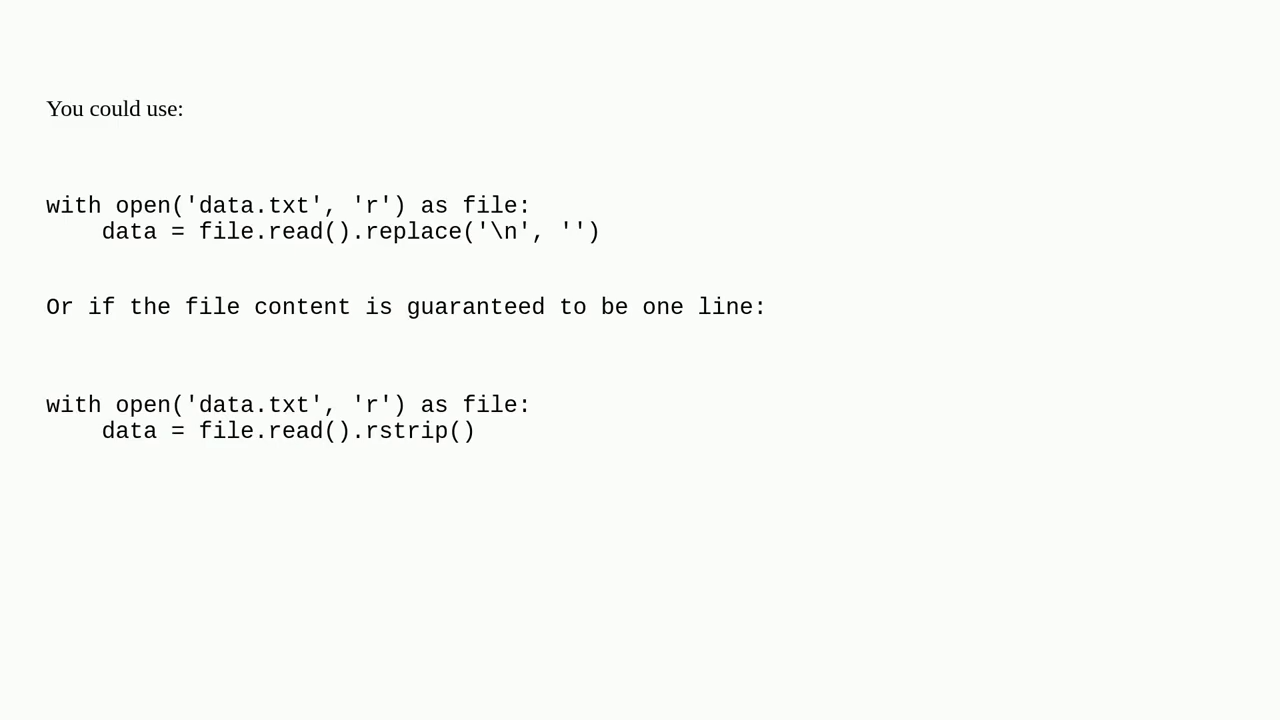 You could use:
with open('data.txt', 'r') as file:
    data = file.read().replace('\n', '')
Or if the file content is guaranteed to be one line:
with open('data.txt', 'r') as file:
    data = file.read().rstrip()